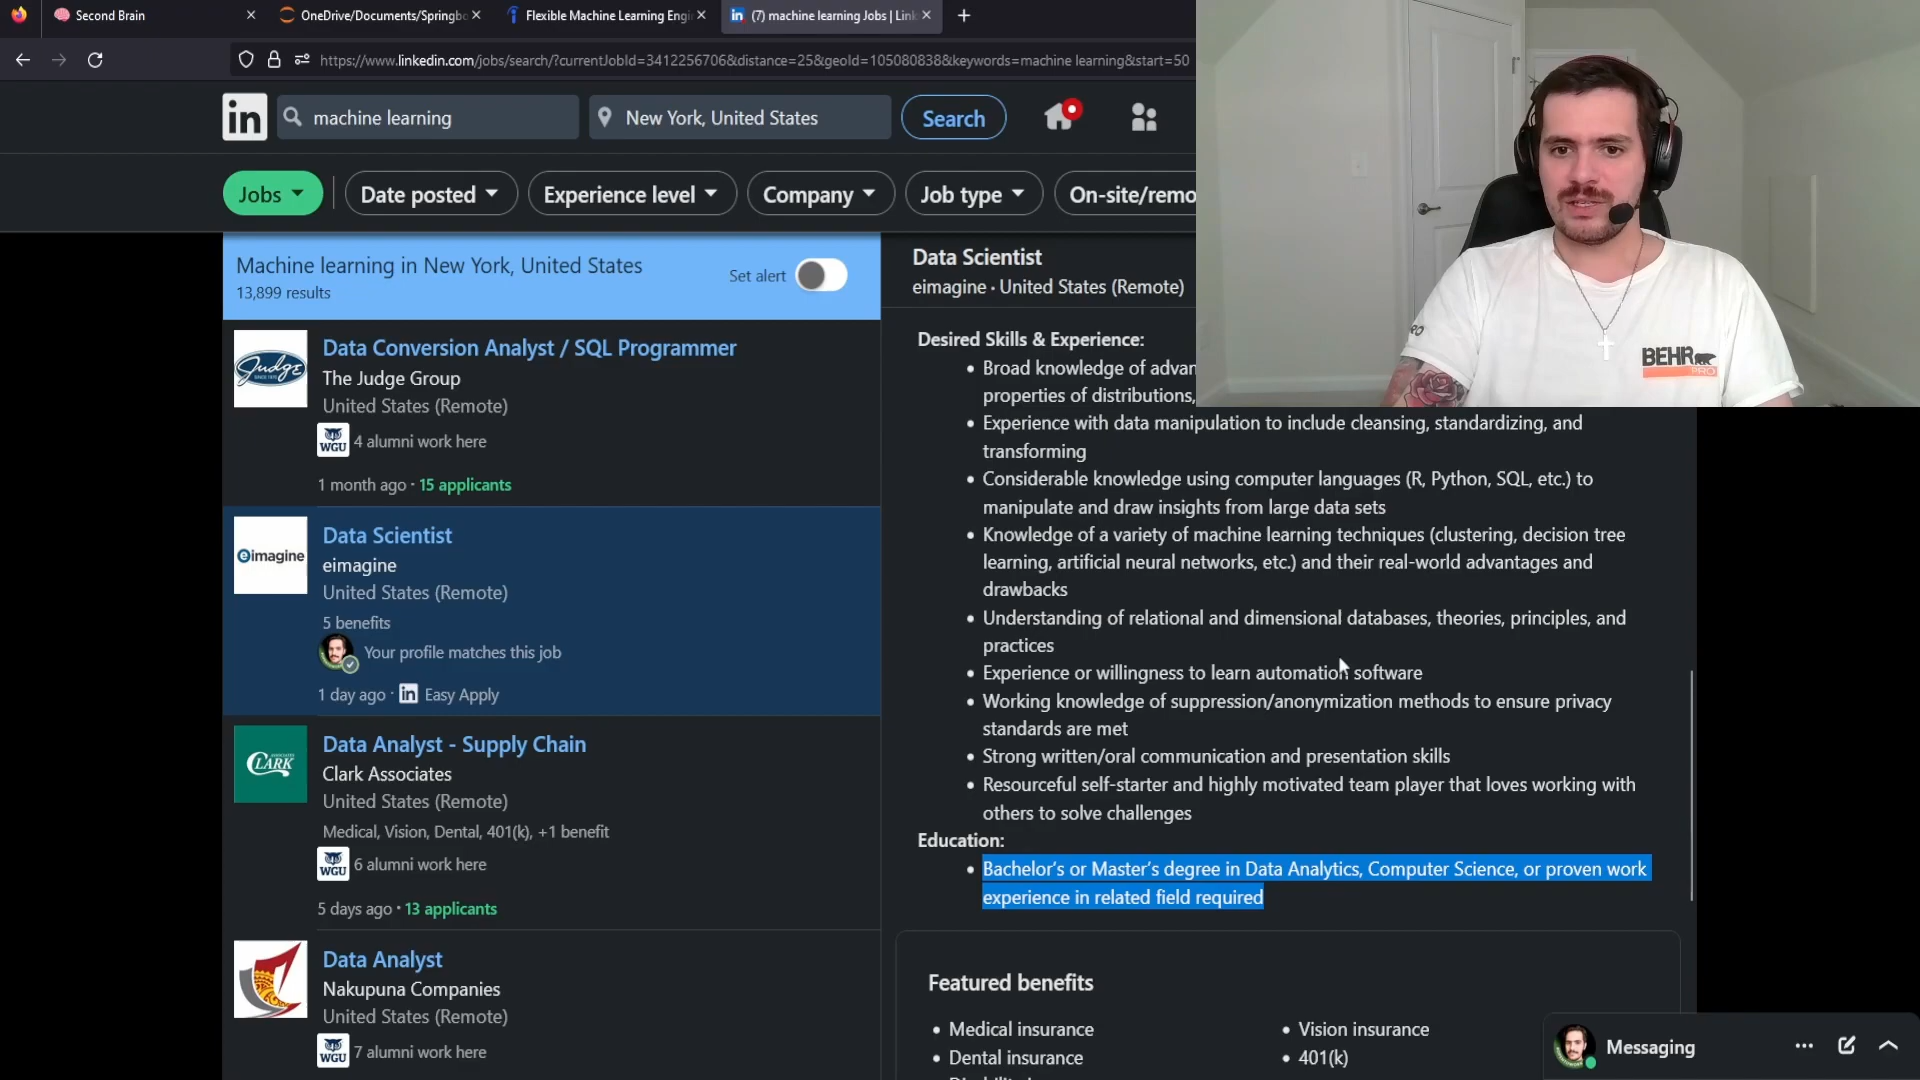 Second Brain
OneDrive/Documents/Springbo
Flexible Machine Learning Engi
(7) machine learning Jobs | Link
https://www.linkedin.com/jobs/search/?currentJobId=3412256706&distance=25&geoId=105080838&keywords=machine learning&start=50
in
machine learning
New York, United States
Search
Jobs
Date posted
Experience level
Company
Job type
On-site/remo
Machine learning in New York, United States
13,899 results
Set alert
Judge
Data Conversion Analyst / SQL Programmer
The Judge Group
United States (Remote)
WGU
4 alumni work here
1 month ago · 15 applicants
eimagine
Data Scientist
eimagine
United States (Remote)
5 benefits
Your profile matches this job
1 day ago · in Easy Apply
CLARK
Data Analyst - Supply Chain
Clark Associates
United States (Remote)
Medical, Vision, Dental, 401(k), +1 benefit
WGU
6 alumni work here
5 days ago · 13 applicants
Data Analyst
Nakupuna Companies
United States (Remote)
WGU
7 alumni work here
Data Scientist
eimagine · United States (Remote)
Desired Skills & Experience:
• Broad knowledge of advan
properties of distributions,
• Experience with data manipulation to include cleansing, standardizing, and
transforming
• Considerable knowledge using computer languages (R, Python, SQL, etc.) to
manipulate and draw insights from large data sets
• Knowledge of a variety of machine learning techniques (clustering, decision tree
learning, artificial neural networks, etc.) and their real-world advantages and
drawbacks
• Understanding of relational and dimensional databases, theories, principles, and
practices
• Experience or willingness to learn automation software
• Working knowledge of suppression/anonymization methods to ensure privacy
standards are met
• Strong written/oral communication and presentation skills
• Resourceful self-starter and highly motivated team player that loves working with
others to solve challenges
Education:
• Bachelor's or Master's degree in Data Analytics, Computer Science, or proven work
experience in related field required
Featured benefits
• Medical insurance
• Vision insurance
• Dental insurance
• 401(k)
Messaging
BEHR
PRO